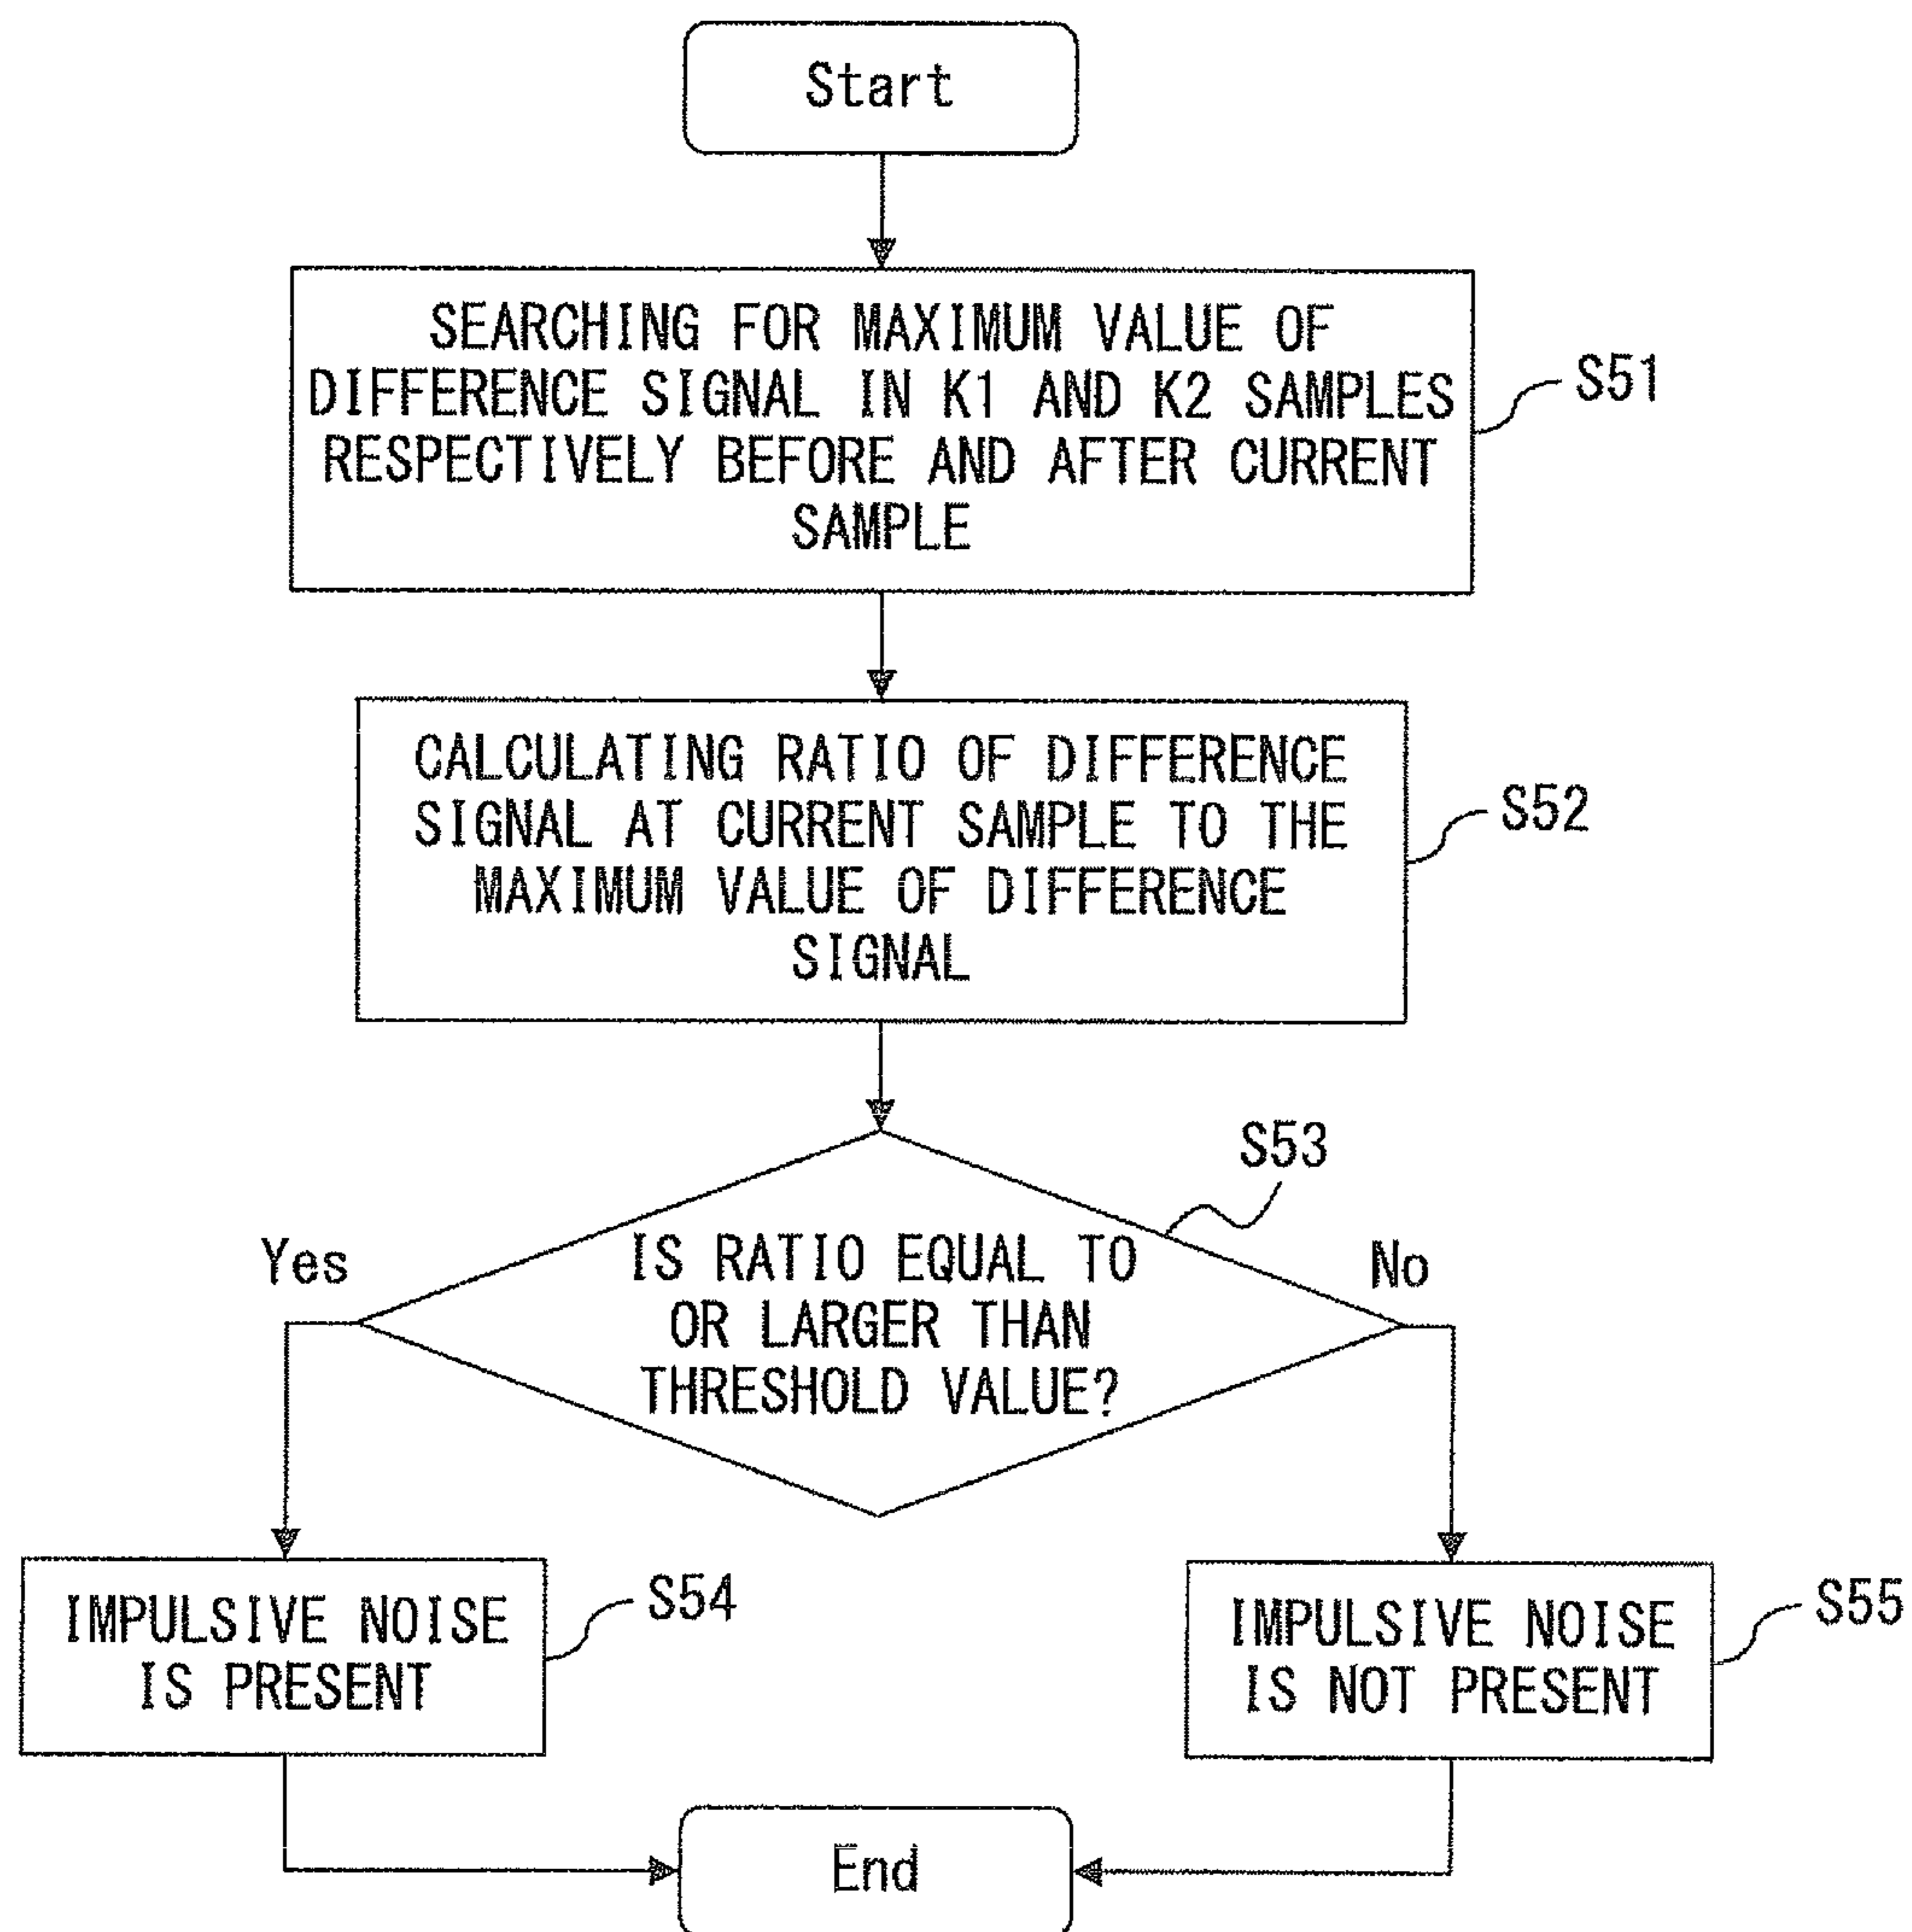 Start
SEARCHING FOR MAXIMUM VALUE OF
DIFFERENCE SIGNAL IN K1 AND K2 SAMPLES
RESPECTIVELY BEFORE AND AFTER CURRENT
SAMPLE
S51
CALCULATING RATIO OF DIFFERENCE
SIGNAL AT CURRENT SAMPLE TO THE
MAXIMUM VALUE OF DIFFERENCE
SIGNAL
S52
S53
Yes
IS RATIO EQUAL TO
OR LARGER THAN
THRESHOLD VALUE?
No
IMPULSIVE NOISE
IS PRESENT
S54
IMPULSIVE NOISE
IS NOT PRESENT
S55
End